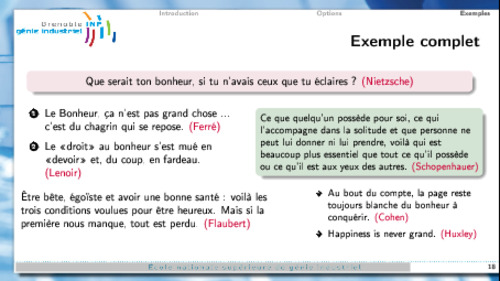 Introduction Options Exemples
Grenoble INP
génie industriel
Exemple complet
Que serait ton bonheur, si tu n'avais ceux que tu éclaires ? (Nietzsche)
1 Le Bonheur, ça n'est pas grand chose ...
c'est du chagrin qui se repose. (Ferré)
2 Le «droit» au bonheur s'est mué en
«devoir» et, du coup, en fardeau.
(Lenoir)
Être bête, égoïste et avoir une bonne santé : voilà les
trois conditions voulues pour être heureux. Mais si la
première nous manque, tout est perdu. (Flaubert)
Ce que quelqu'un possède pour soi, ce qui
l'accompagne dans la solitude et que personne ne
peut lui donner ni lui prendre, voilà qui est
beaucoup plus essentiel que tout ce qu'il possède
ou ce qu'il est aux yeux des autres. (Schopenhauer)
Au bout du compte, la page reste
toujours blanche du bonheur à
conquérir. (Cohen)
Happiness is never grand. (Huxley)
École nationale supérieure du génie industriel
18